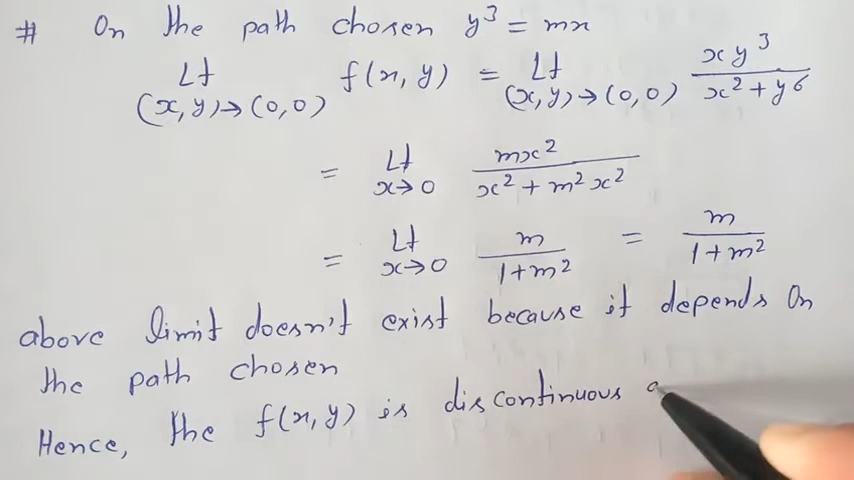 # On the path chosen y³ = mx
Lt (x,y)→(0,0) f(x,y) = Lt (x,y)→(0,0) xy³/x²+y⁶
= Lt x→0 mx²/x²+m²x²
= Lt x→0 m/1+m² = m/1+m²
above limit doesn't exist because it depends On
the path chosen
Hence, the f(x,y) is discontinuous